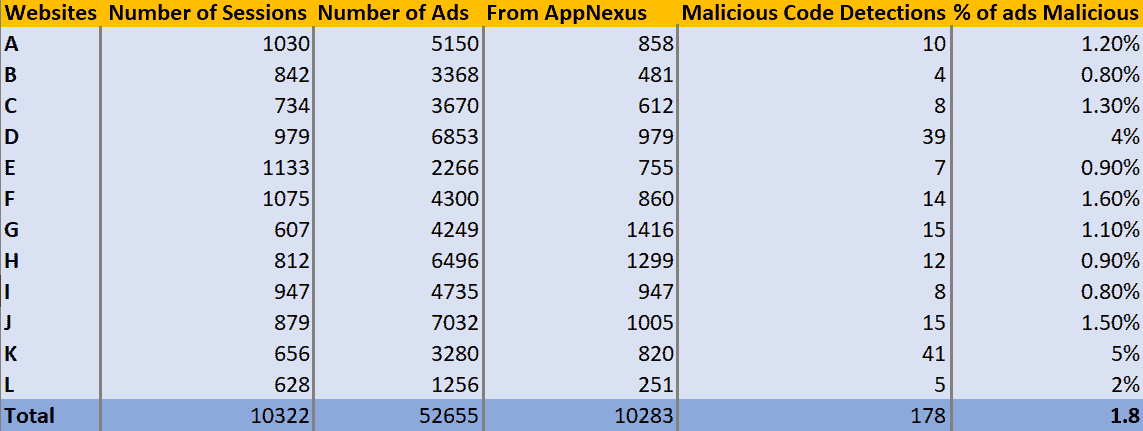 Websites Number of Sessions Number of Ads From AppNexus Malicious Code Detections % of ads Malicious
A 1030 5150 858 10 1.20%
B 842 3368 481 4 0.80%
C 734 3670 612 8 1.30%
D 979 6853 979 39 4%
E 1133 2266 755 7 0.90%
F 1075 4300 860 14 1.60%
G 607 4249 1416 15 1.10%
H 812 6496 1299 12 0.90%
I 947 4735 947 8 0.80%
J 879 7032 1005 15 1.50%
K 656 3280 820 41 5%
L 628 1256 251 5 2%
Total 10322 52655 10283 178 1.8